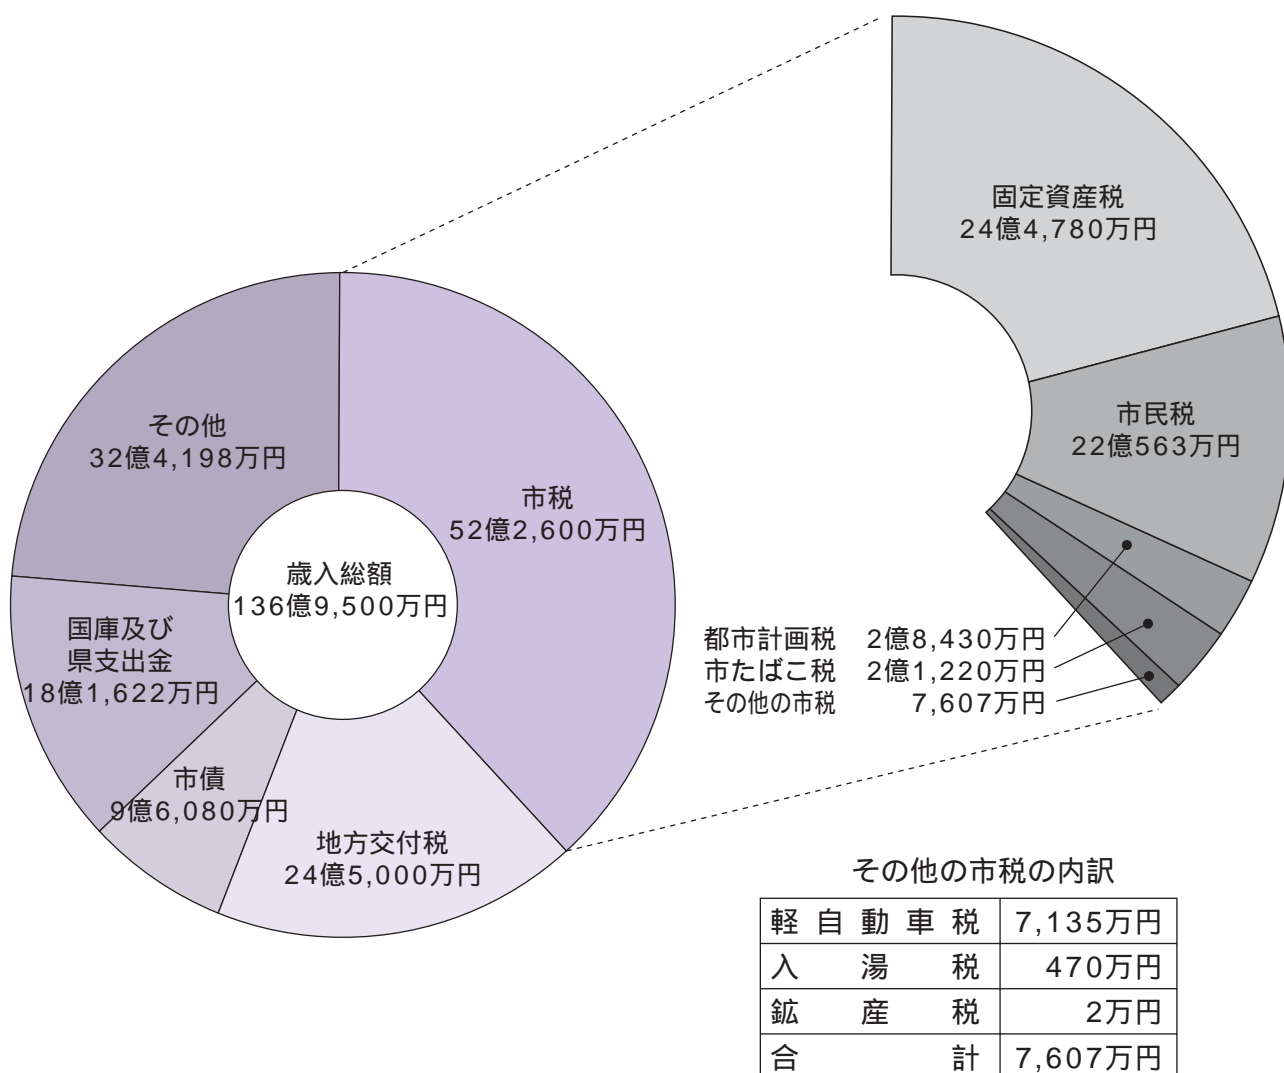 固定資産税
24億4,780万円
市民税
22億563万円
その他
32億4,198万円
市税
52億2,600万円
歳入総額
136億9,500万円
国庫及び
県支出金
18億1,622万円
市債
9億6,080万円
地方交付税
24億5,000万円
都市計画税 2億8,430万円
市たばこ税 2億1,220万円
その他の市税 7,607万円
その他の市税の内訳
軽自動車税 7,135万円
入湯税 470万円
鉱産税 2万円
合計 7,607万円